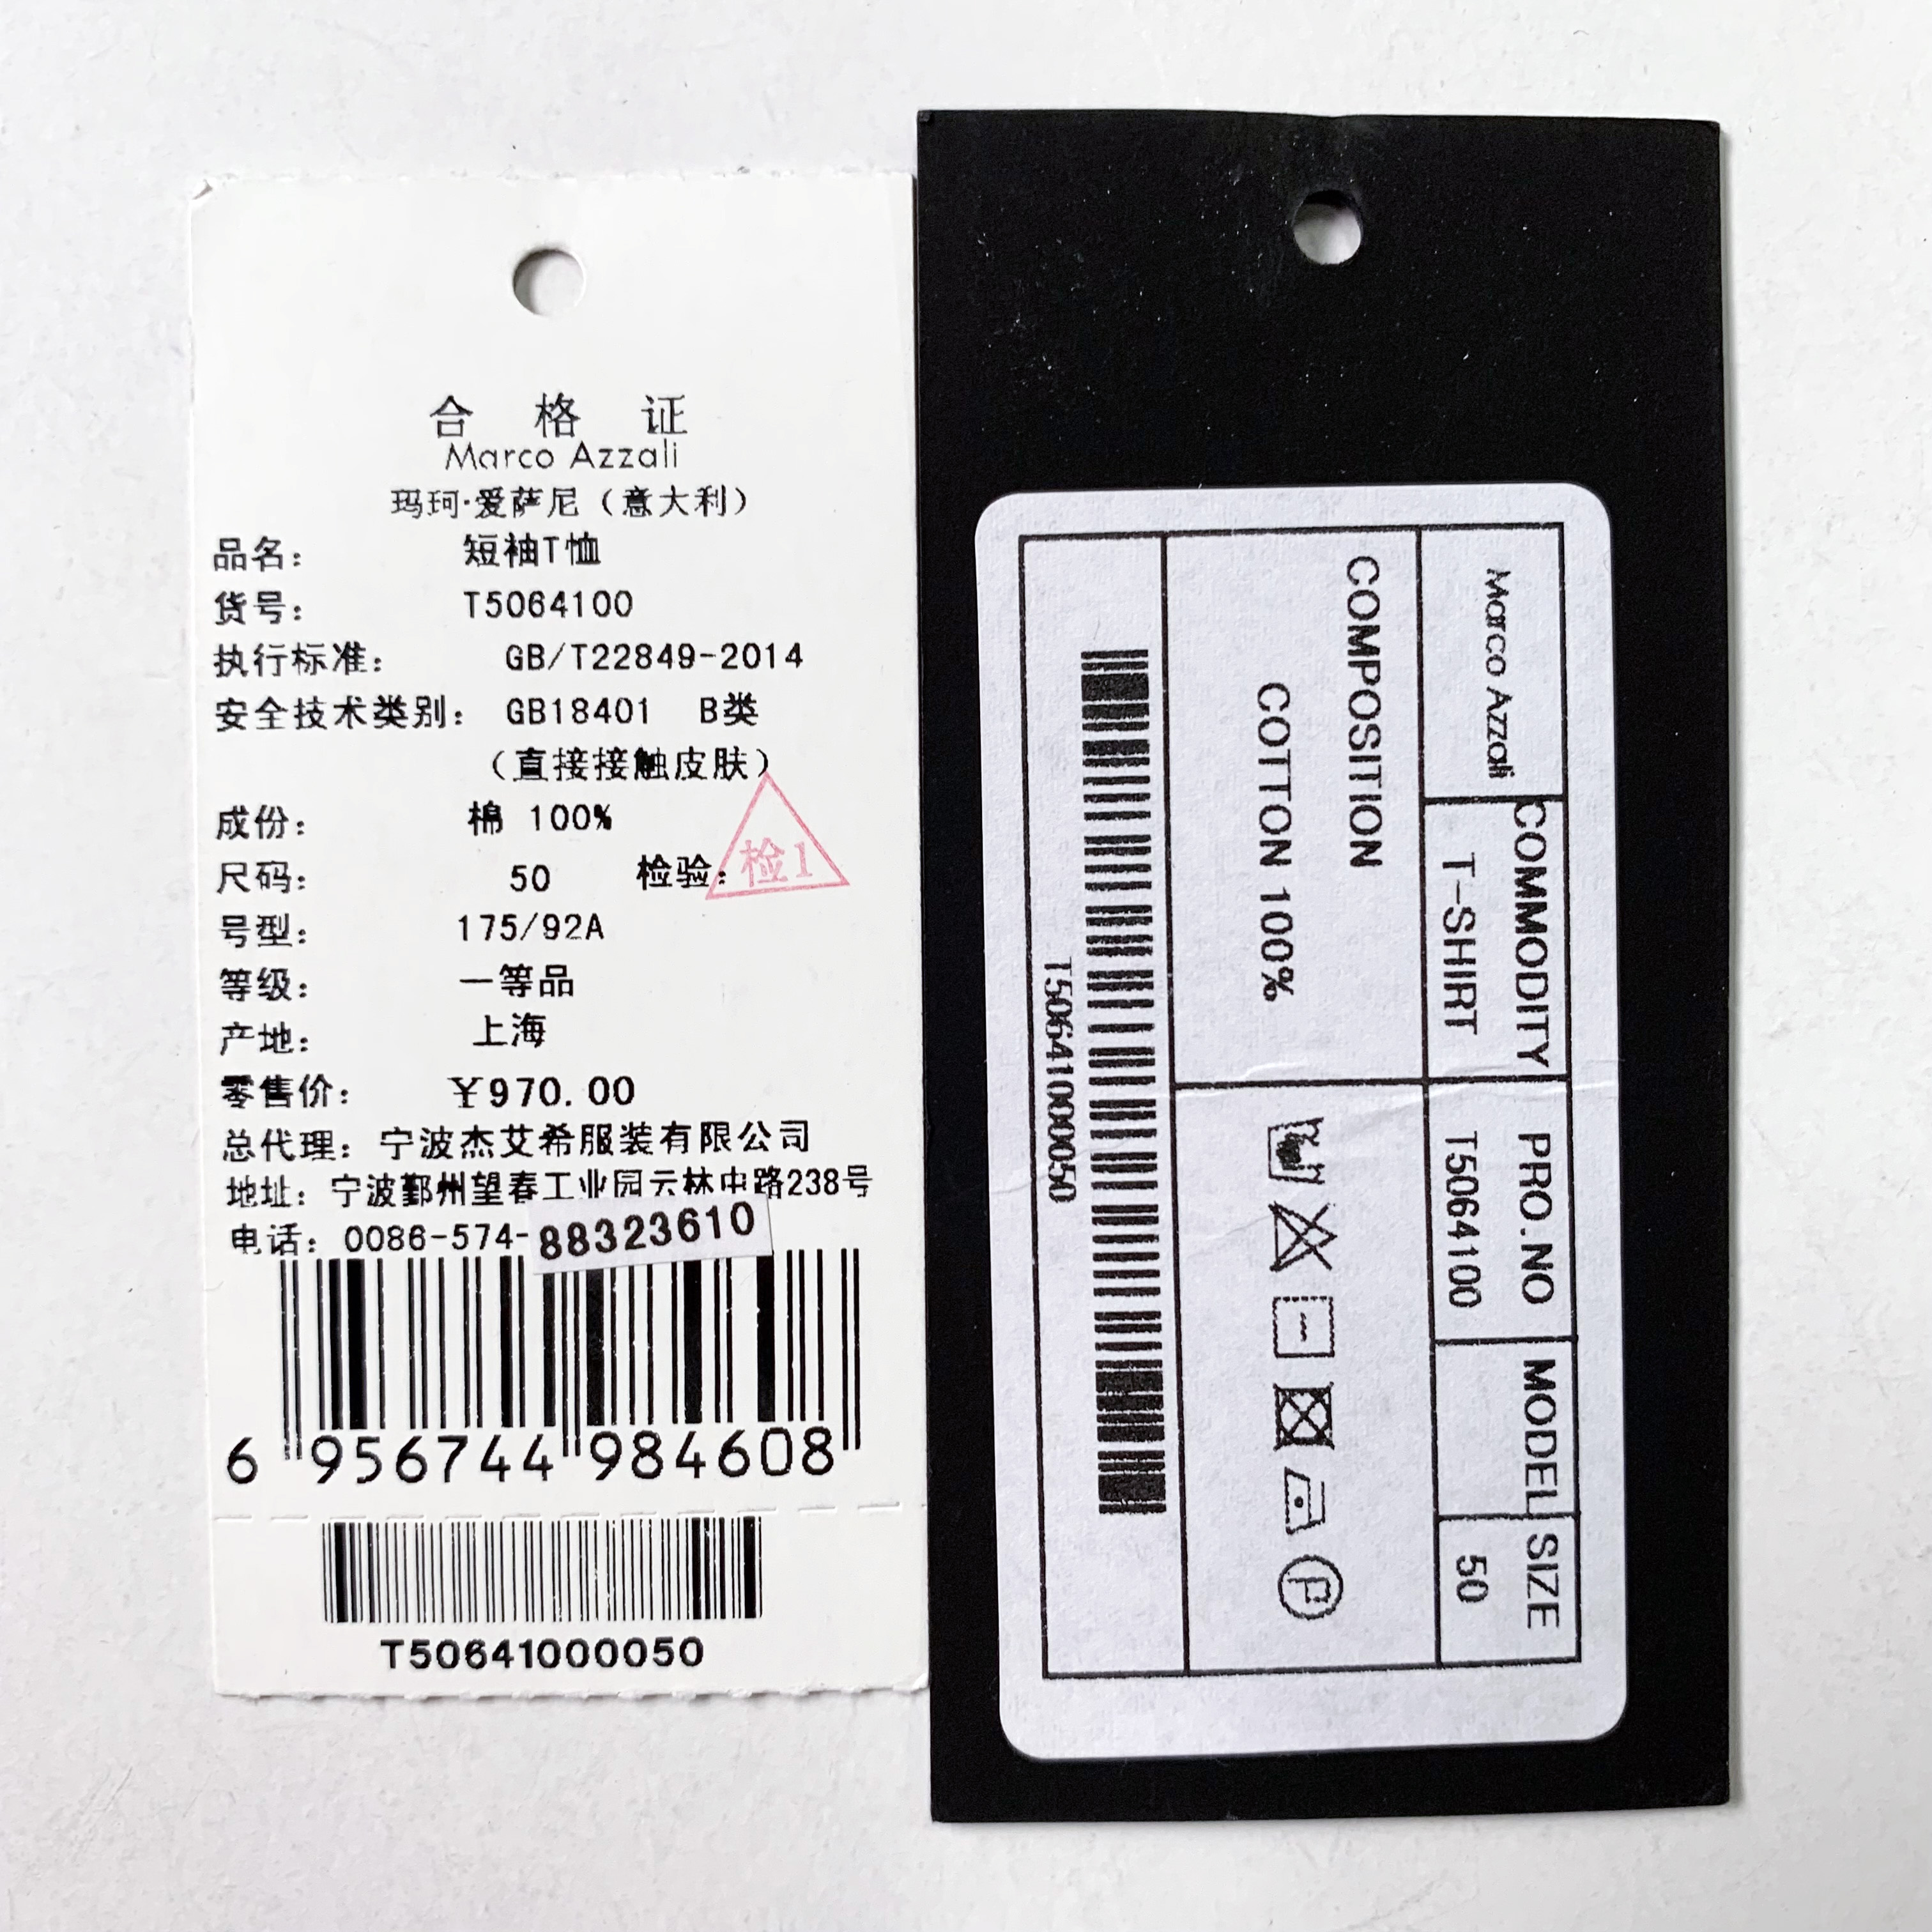 合 格 证
Marco Azzali
玛珂·爱萨尼（意大利）
品名： 短袖T恤
货号： T5064100
执行标准： GB/T22849-2014
安全技术类别： GB18401 B类
（直接接触皮肤）
成份： 棉 100%
尺码： 50 检验：
检1
号型： 175/92A
等级： 一等品
产地： 上海
零售价： ￥970.00
总代理：宁波杰艾希服装有限公司
地址：宁波鄞州望春工业园云林中路238号
电话：0086-574-88323610
6 956744 984608
T50641000050
Marco Azzali
COMMODITY
T-SHIRT
PRO.NO
T5064100
MODEL
SIZE
50
COMPOSITION
COTTON 100%
P
T50641000050